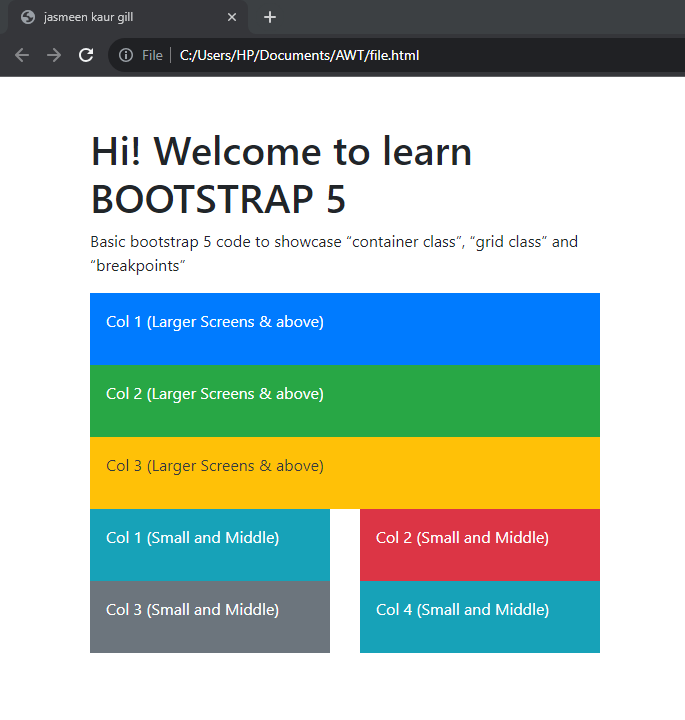 jasmeen kaur gill
File | C:/Users/HP/Documents/AWT/file.html
Hi! Welcome to learn
BOOTSTRAP 5
Basic bootstrap 5 code to showcase “container class”, “grid class” and
“breakpoints”
Col 1 (Larger Screens & above)
Col 2 (Larger Screens & above)
Col 3 (Larger Screens & above)
Col 1 (Small and Middle)
Col 2 (Small and Middle)
Col 3 (Small and Middle)
Col 4 (Small and Middle)